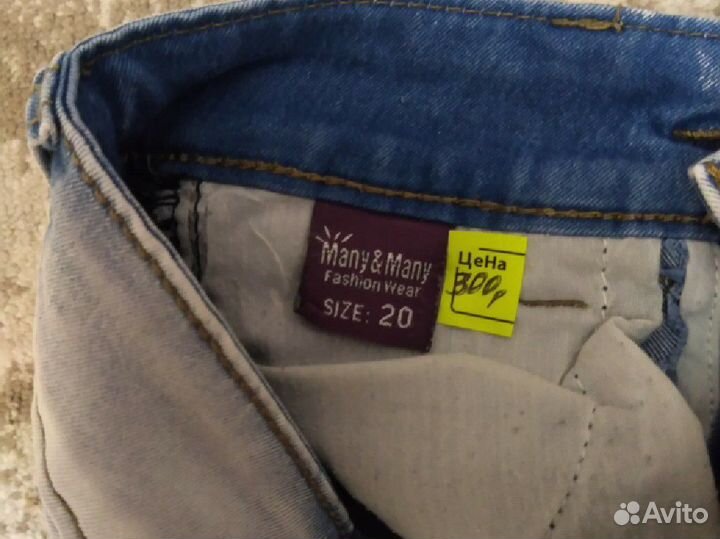 Many & Many
Fashion Wear
SIZE: 20
Цена
300р
Avito